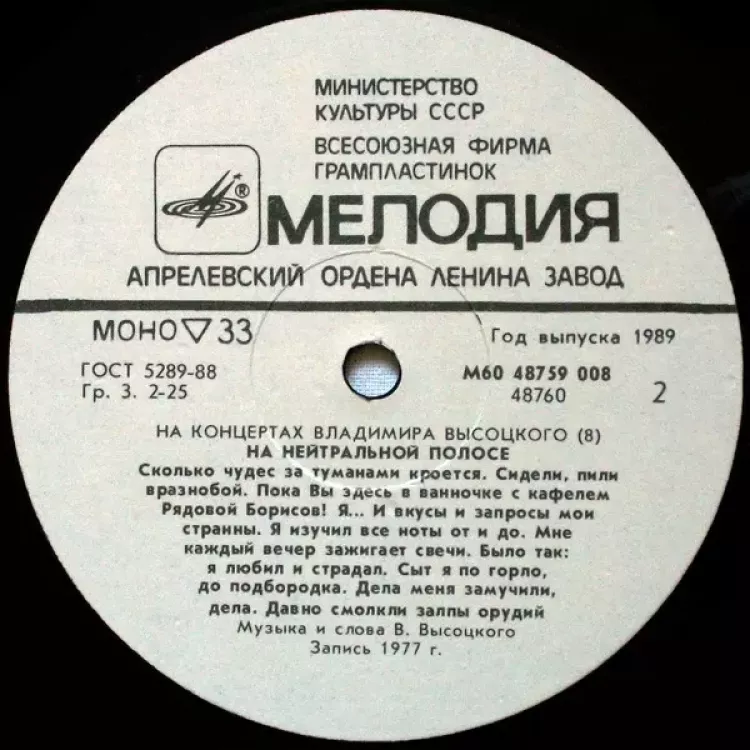 МИНИСТЕРСТВО
КУЛЬТУРЫ СССР
ВСЕСОЮЗНАЯ ФИРМА
ГРАМПЛАСТИНОК
®
МЕЛОДИЯ
АПРЕЛЕВСКИЙ ОРДЕНА ЛЕНИНА ЗАВОД
МОНО ▽ 33
Год выпуска 1989
ГОСТ 5289-88
М60 48759 008
Гр. 3. 2-25
48760
2
НА КОНЦЕРТАХ ВЛАДИМИРА ВЫСОЦКОГО (8)
НА НЕЙТРАЛЬНОЙ ПОЛОСЕ
Сколько чудес за туманами кроется. Сидели, пили
вразнобой. Пока Вы здесь в ванночке с кафелем
Рядовой Борисов! Я... И вкусы и запросы мои
странны. Я изучил все ноты от и до. Мне
каждый вечер зажигает свечи. Было так:
я любил и страдал. Сыт я по горло,
до подбородка. Дела меня замучили,
дела. Давно смолкли залпы орудий
Музыка и слова В. Высоцкого
Запись 1977 г.